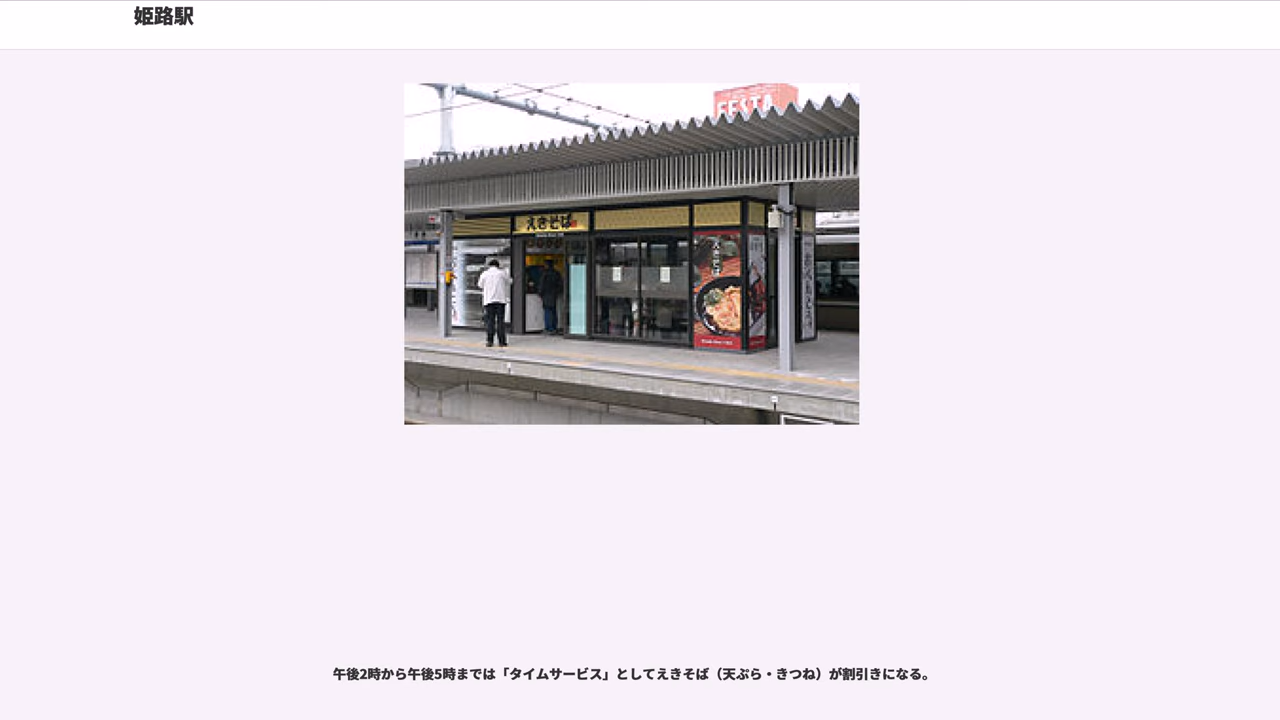 姫路駅
FESTA
えきそば
えきそば
午後2時から午後5時までは「タイムサービス」としてえきそば（天ぷら・きつね）が割引きになる。